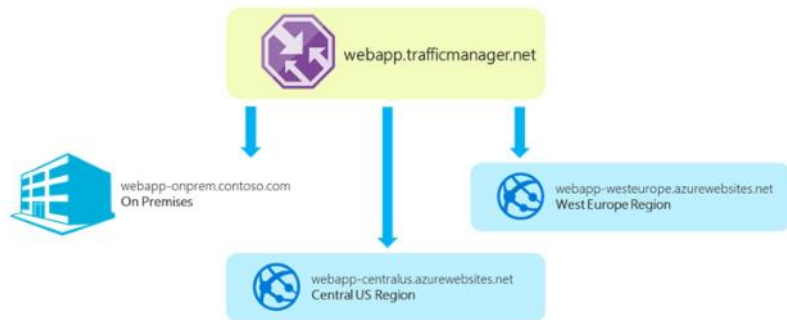 webapp.trafficmanager.net
webapp-onprem.contoso.com
On Premises
webapp-westeurope.azurewebsites.net
West Europe Region
webapp-centralus.azurewebsites.net
Central US Region